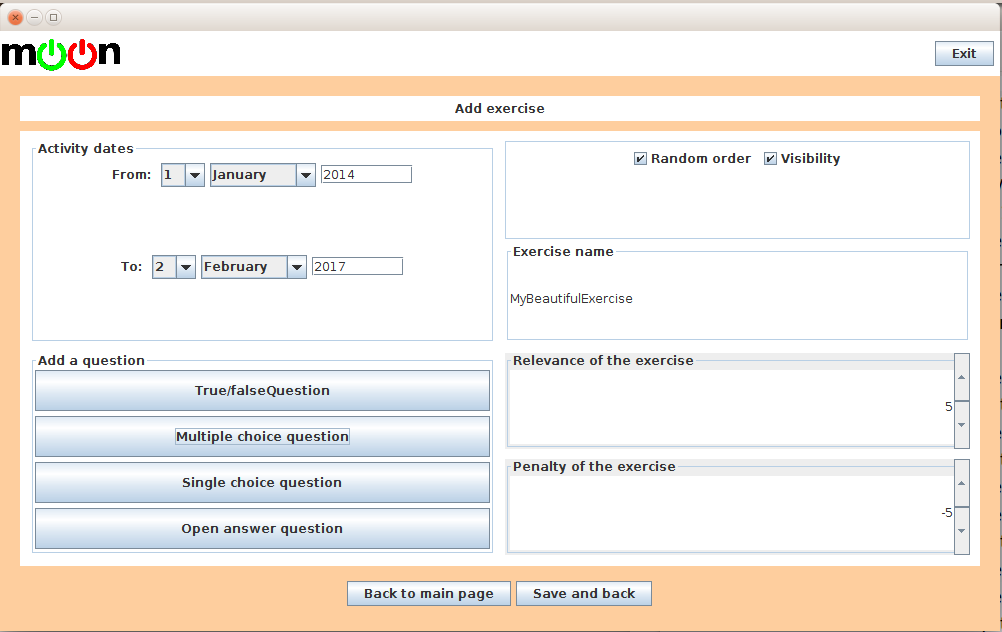 moon
Exit
Add exercise
Activity dates
From: 1 January 2014
To: 2 February 2017
Random order Visibility
Exercise name
MyBeautifulExercise
Add a question
True/falseQuestion
Multiple choice question
Single choice question
Open answer question
Relevance of the exercise
5
Penalty of the exercise
-5
Back to main page Save and back